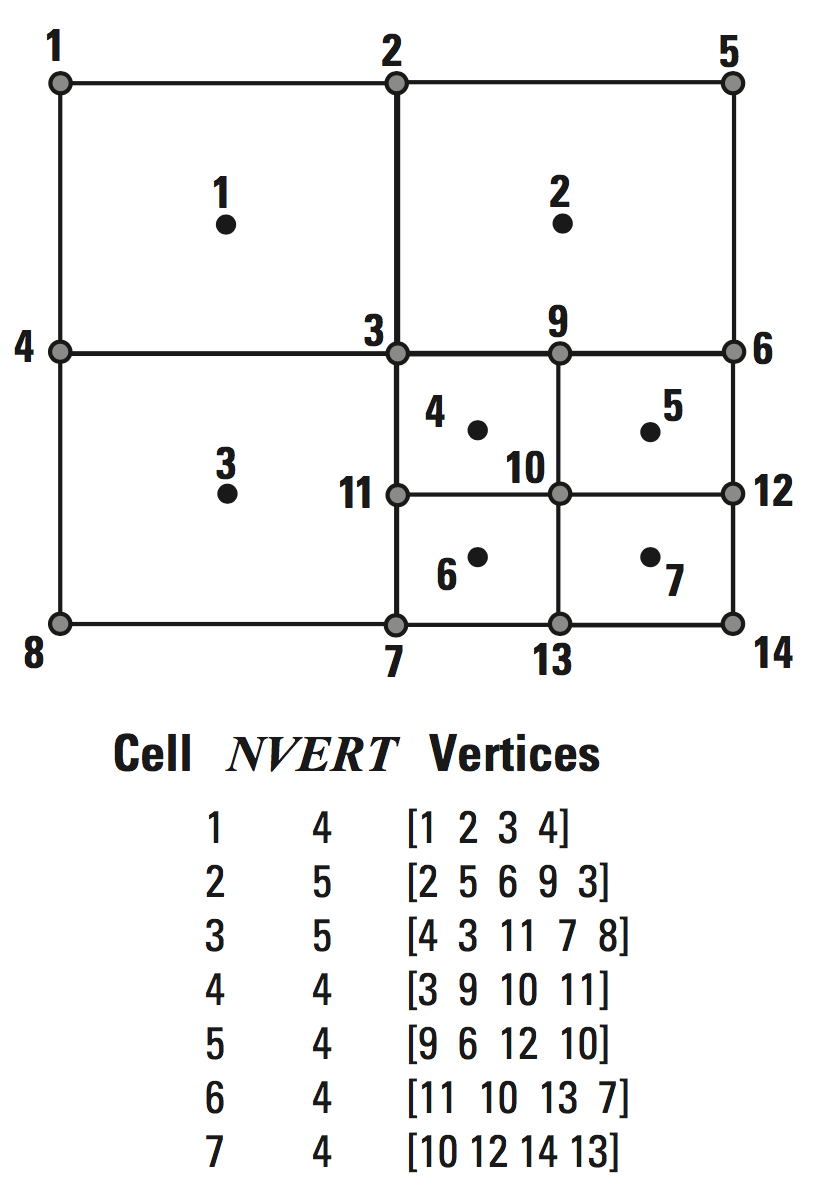 1 2 5
1 2
4 3 9 6
4 5
3 11 10 12
6 7
8 7 13 14
Cell NVERT Vertices
1 4 [1 2 3 4]
2 5 [2 5 6 9 3]
3 5 [4 3 11 7 8]
4 4 [3 9 10 11]
5 4 [9 6 12 10]
6 4 [11 10 13 7]
7 4 [10 12 14 13]